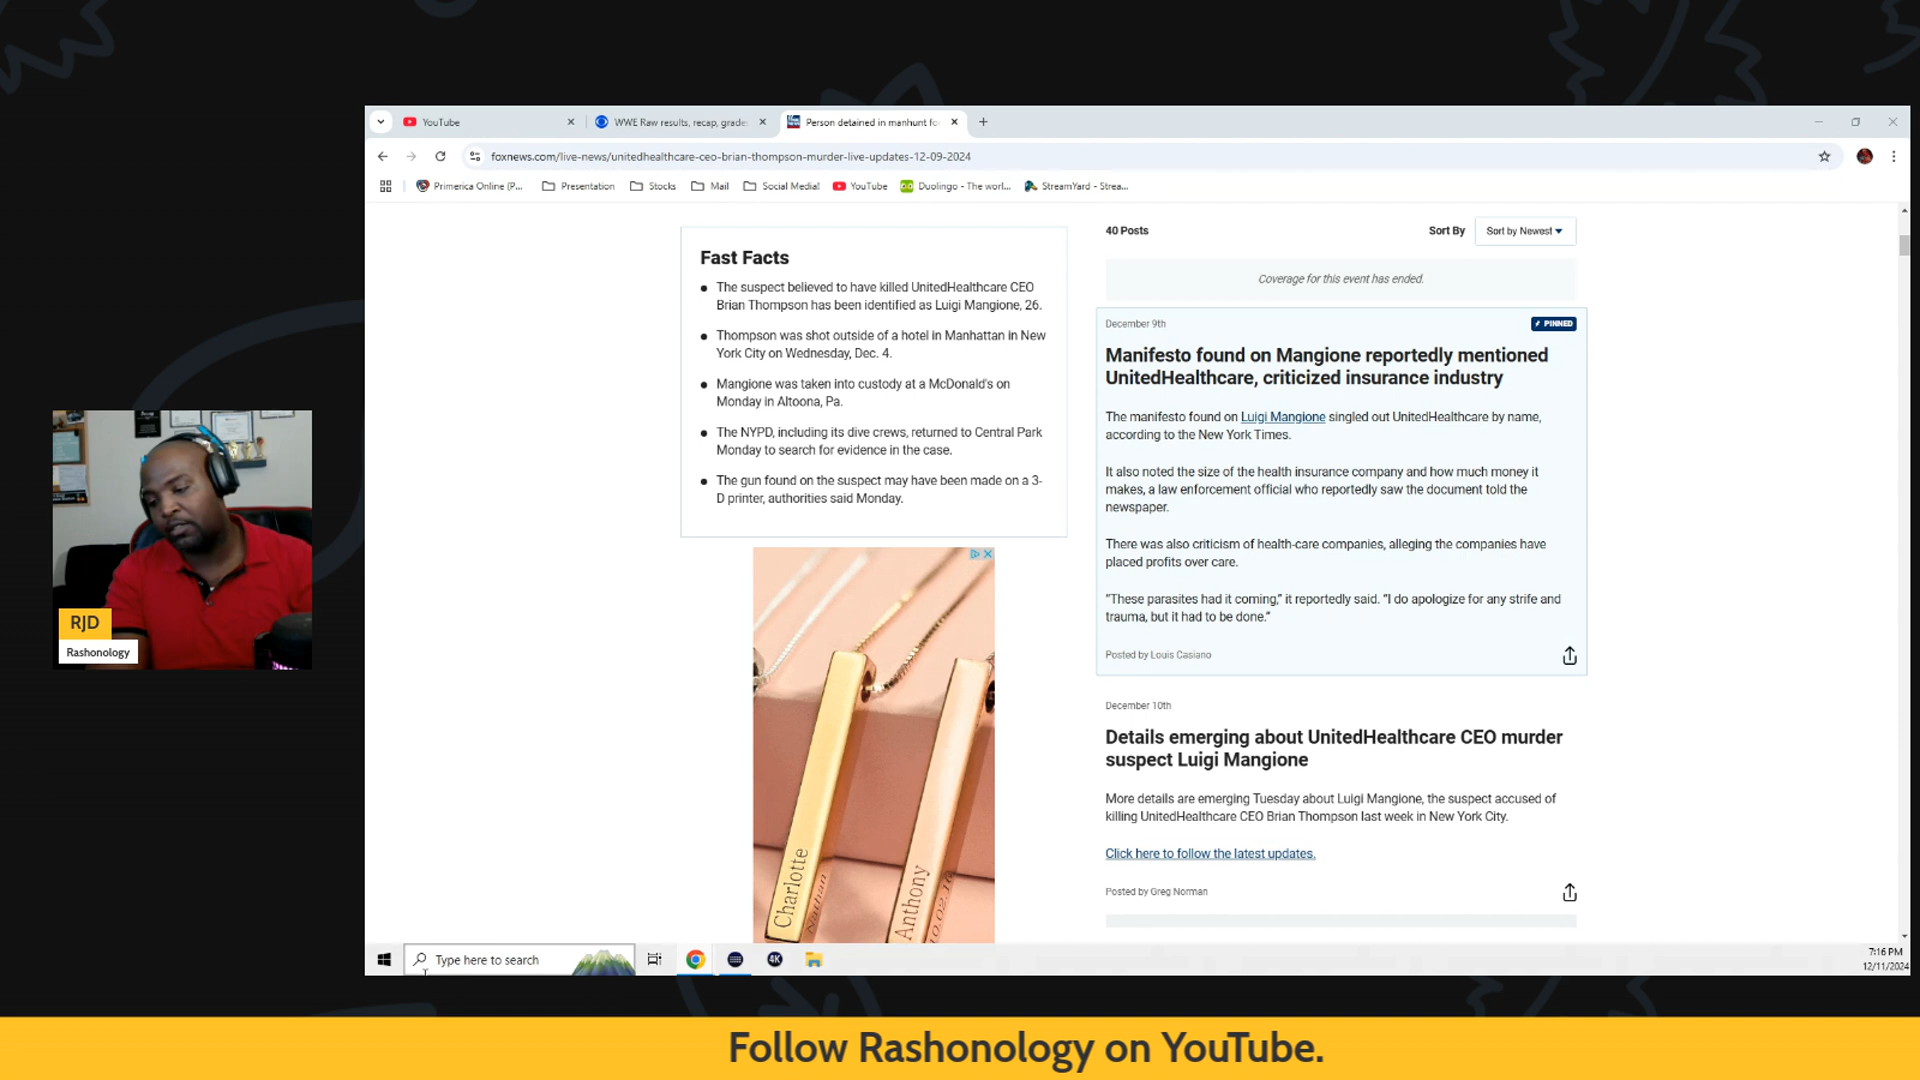 YouTube
WWE Raw results, recap, grade
Person detained in manhunt fo
foxnews.com/live-news/unitedhealthcare-ceo-brian-thompson-murder-live-updates-12-09-2024
Primerica Online (P...
Presentation
Stocks
Mail
Social Media!
YouTube
Duolingo - The worl...
StreamYard - Strea...
Fast Facts
The suspect believed to have killed UnitedHealthcare CEO
Brian Thompson has been identified as Luigi Mangione, 26.
Thompson was shot outside of a hotel in Manhattan in New
York City on Wednesday, Dec. 4.
Mangione was taken into custody at a McDonald's on
Monday in Altoona, Pa.
The NYPD, including its dive crews, returned to Central Park
Monday to search for evidence in the case.
The gun found on the suspect may have been made on a 3-
D printer, authorities said Monday.
Charlotte
Nathan
Anthony
10.02.16
40 Posts
Sort By
Sort by Newest
Coverage for this event has ended.
December 9th
PINNED
Manifesto found on Mangione reportedly mentioned
UnitedHealthcare, criticized insurance industry
The manifesto found on Luigi Mangione singled out UnitedHealthcare by name,
according to the New York Times.
It also noted the size of the health insurance company and how much money it
makes, a law enforcement official who reportedly saw the document told the
newspaper.
There was also criticism of health-care companies, alleging the companies have
placed profits over care.
"These parasites had it coming," it reportedly said. "I do apologize for any strife and
trauma, but it had to be done."
Posted by Louis Casiano
December 10th
Details emerging about UnitedHealthcare CEO murder
suspect Luigi Mangione
More details are emerging Tuesday about Luigi Mangione, the suspect accused of
killing UnitedHealthcare CEO Brian Thompson last week in New York City.
Click here to follow the latest updates.
Posted by Greg Norman
RJD
Rashonology
Type here to search
4K
7:16 PM
12/11/2024
Follow Rashonology on YouTube.